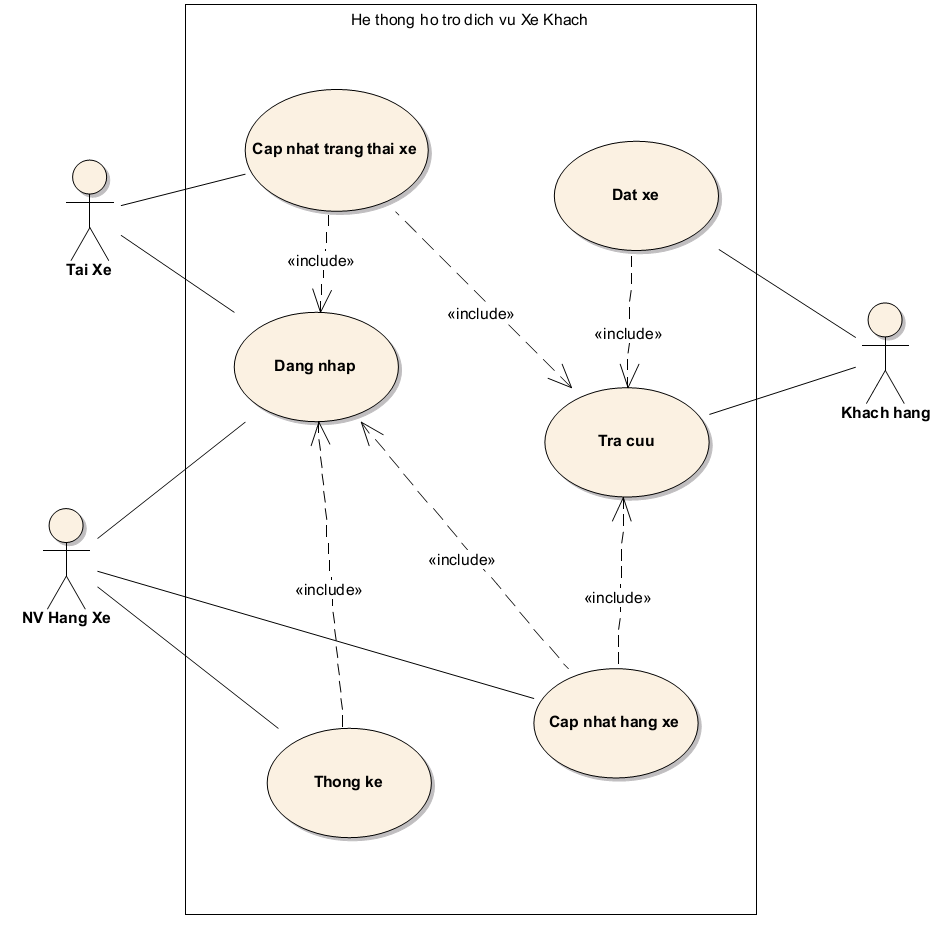 He thong ho tro dich vu Xe Khach
Cap nhat trang thai xe
Dat xe
Tai Xe
«include»
«include»
«include»
Dang nhap
Khach hang
Tra cuu
«include»
«include»
«include»
NV Hang Xe
Cap nhat hang xe
Thong ke